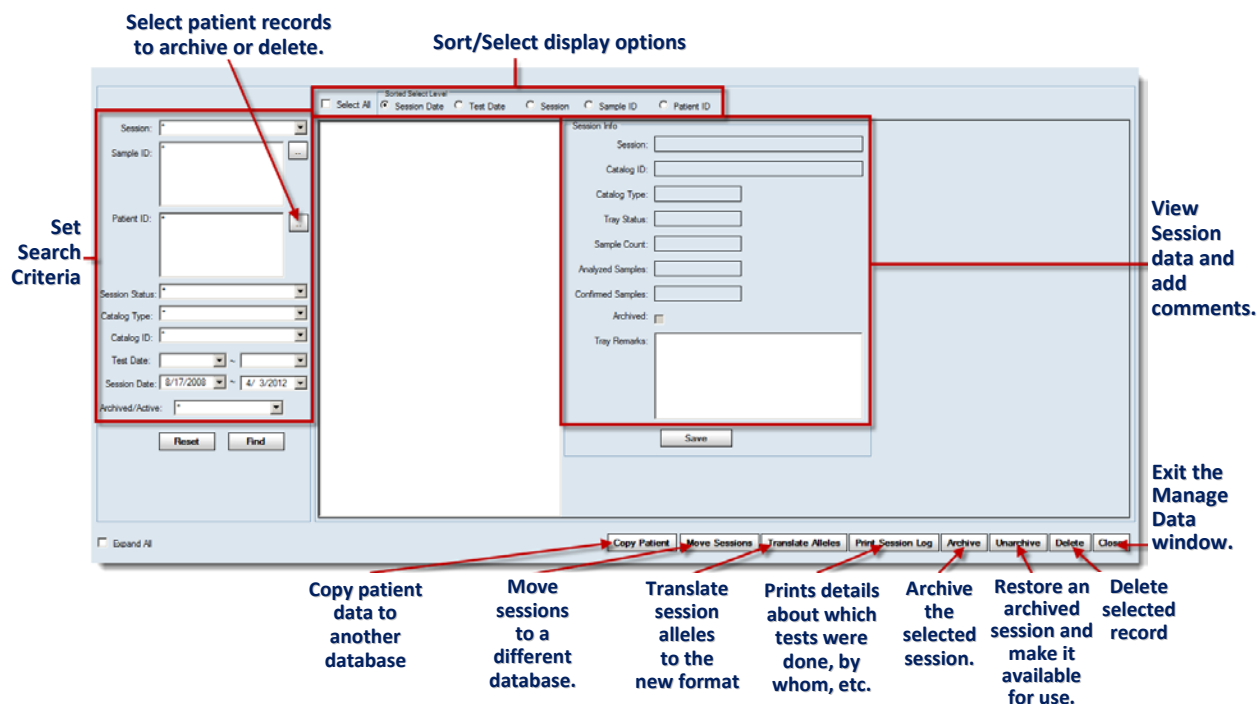 Select patient records
to archive or delete.
Sort/Select display options
Sorted Select Level
Select All
Session Date
Test Date
Session
Sample ID
Patient ID
Set
Search
Criteria
Session: *
Sample ID: *
...
Patient ID: *
...
Session Status: *
Catalog Type: *
Catalog ID: *
Test Date: ~
Session Date: 8/17/2008 ~ 4/ 3/2012
Archived/Active: *
Reset
Find
Session Info
Session:
Catalog ID:
Catalog Type:
Tray Status:
Sample Count:
Analyzed Samples:
Confirmed Samples:
Archived:
Tray Remarks:
Save
View
Session
data and
add
comments.
Exit the
Manage
Data
window.
Expand All
Copy Patient
Move Sessions
Translate Alleles
Print Session Log
Archive
Unarchive
Delete
Close
Copy patient
data to
another
database
Move
sessions
to a
different
database.
Translate
session
alleles
to the
new format
Prints details
about which
tests were
done, by
whom, etc.
Archive
the
selected
session.
Restore an
archived
session and
make it
available
for use.
Delete
selected
record